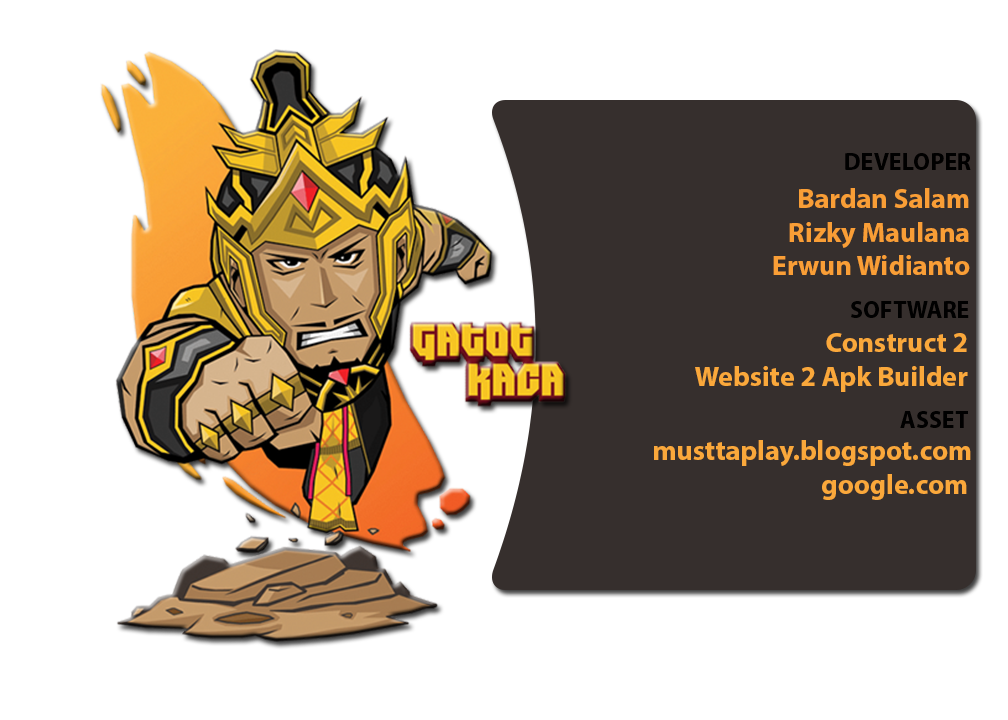 GATOT
KACA
DEVELOPER
Bardan Salam
Rizky Maulana
Erwun Widianto
SOFTWARE
Construct 2
Website 2 Apk Builder
ASSET
musttaplay.blogspot.com
google.com